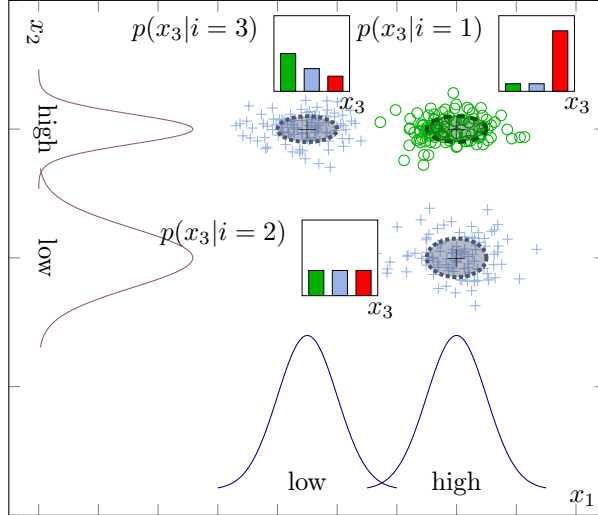 x₂
p(x₃|i = 3)
p(x₃|i = 1)
x₃
x₃
high
low
p(x₃|i = 2)
x₃
low
high
x₁